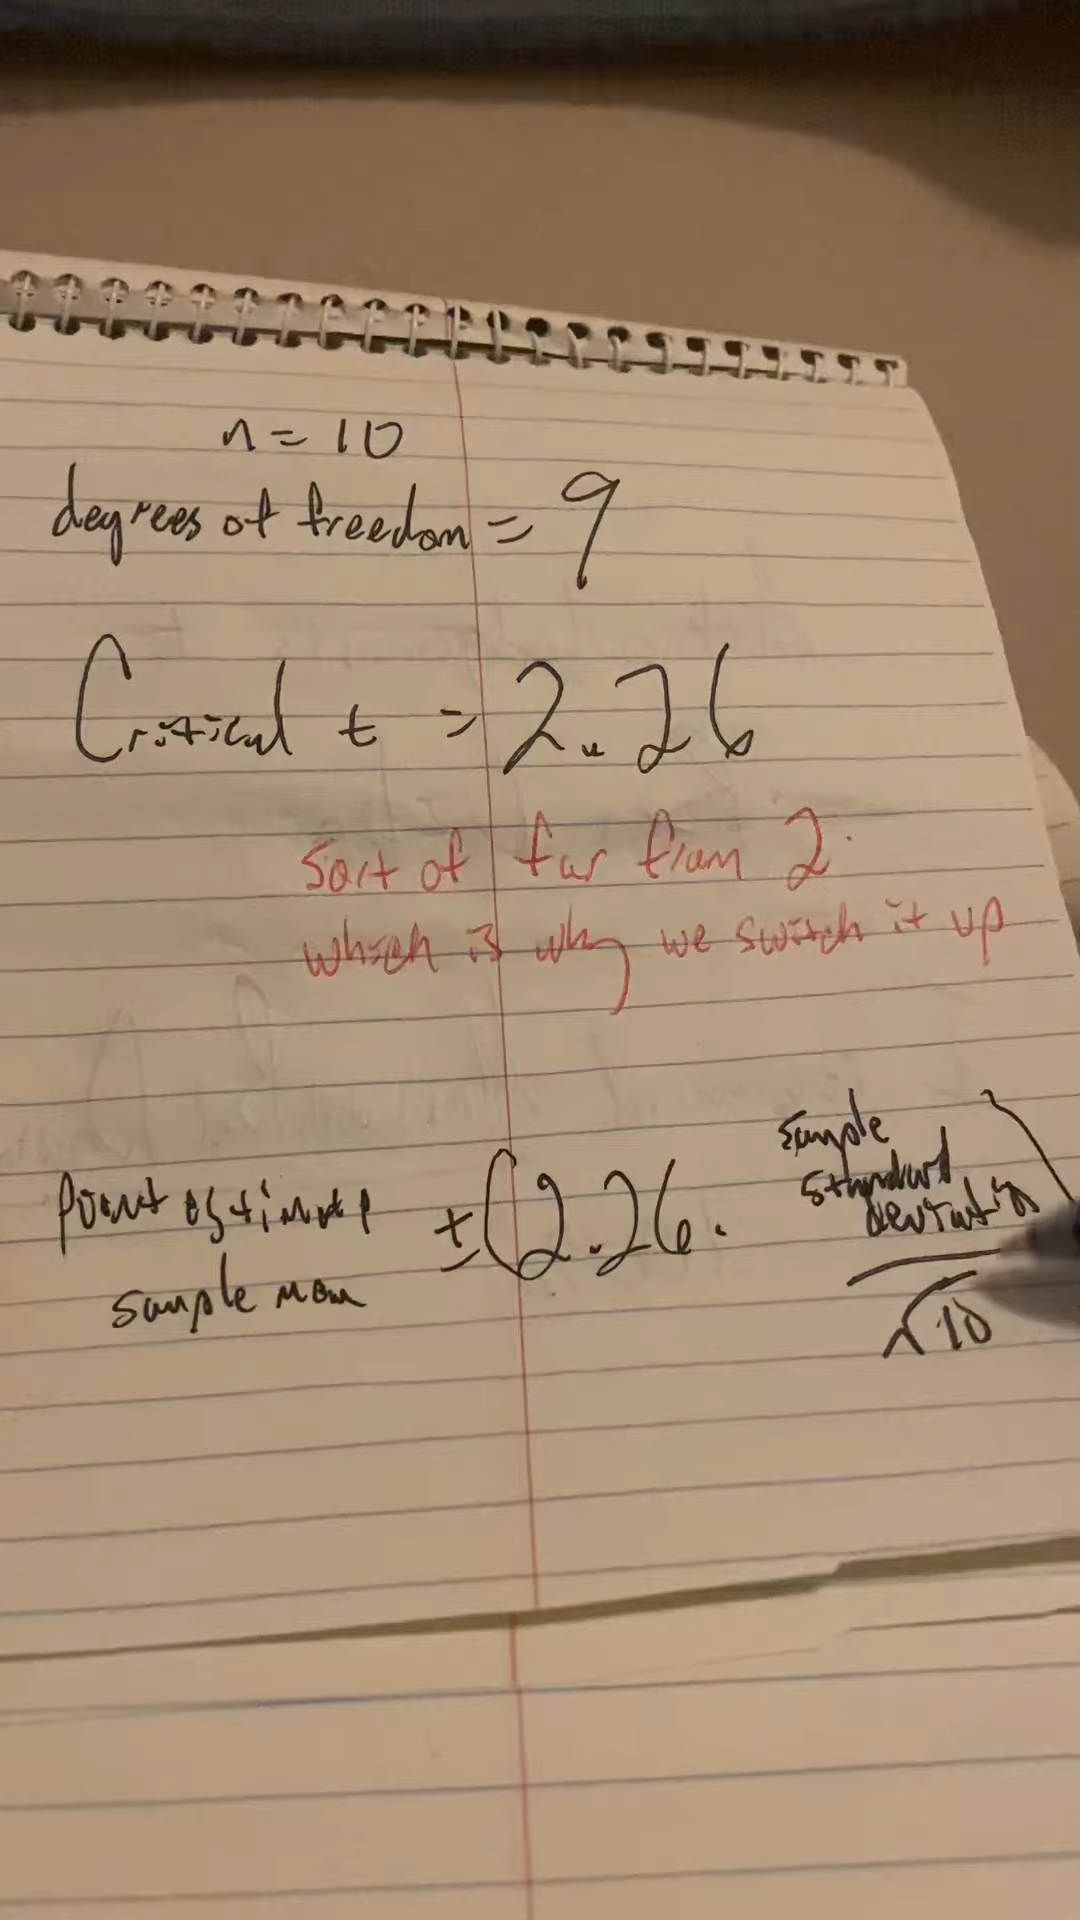 n = 10
degrees of freedom = 9
Critical t = 2.26
sort of far from 2.
which is why we switch it up
point estimate ± (2.26 · sample standard deviation / √10)
sample mean